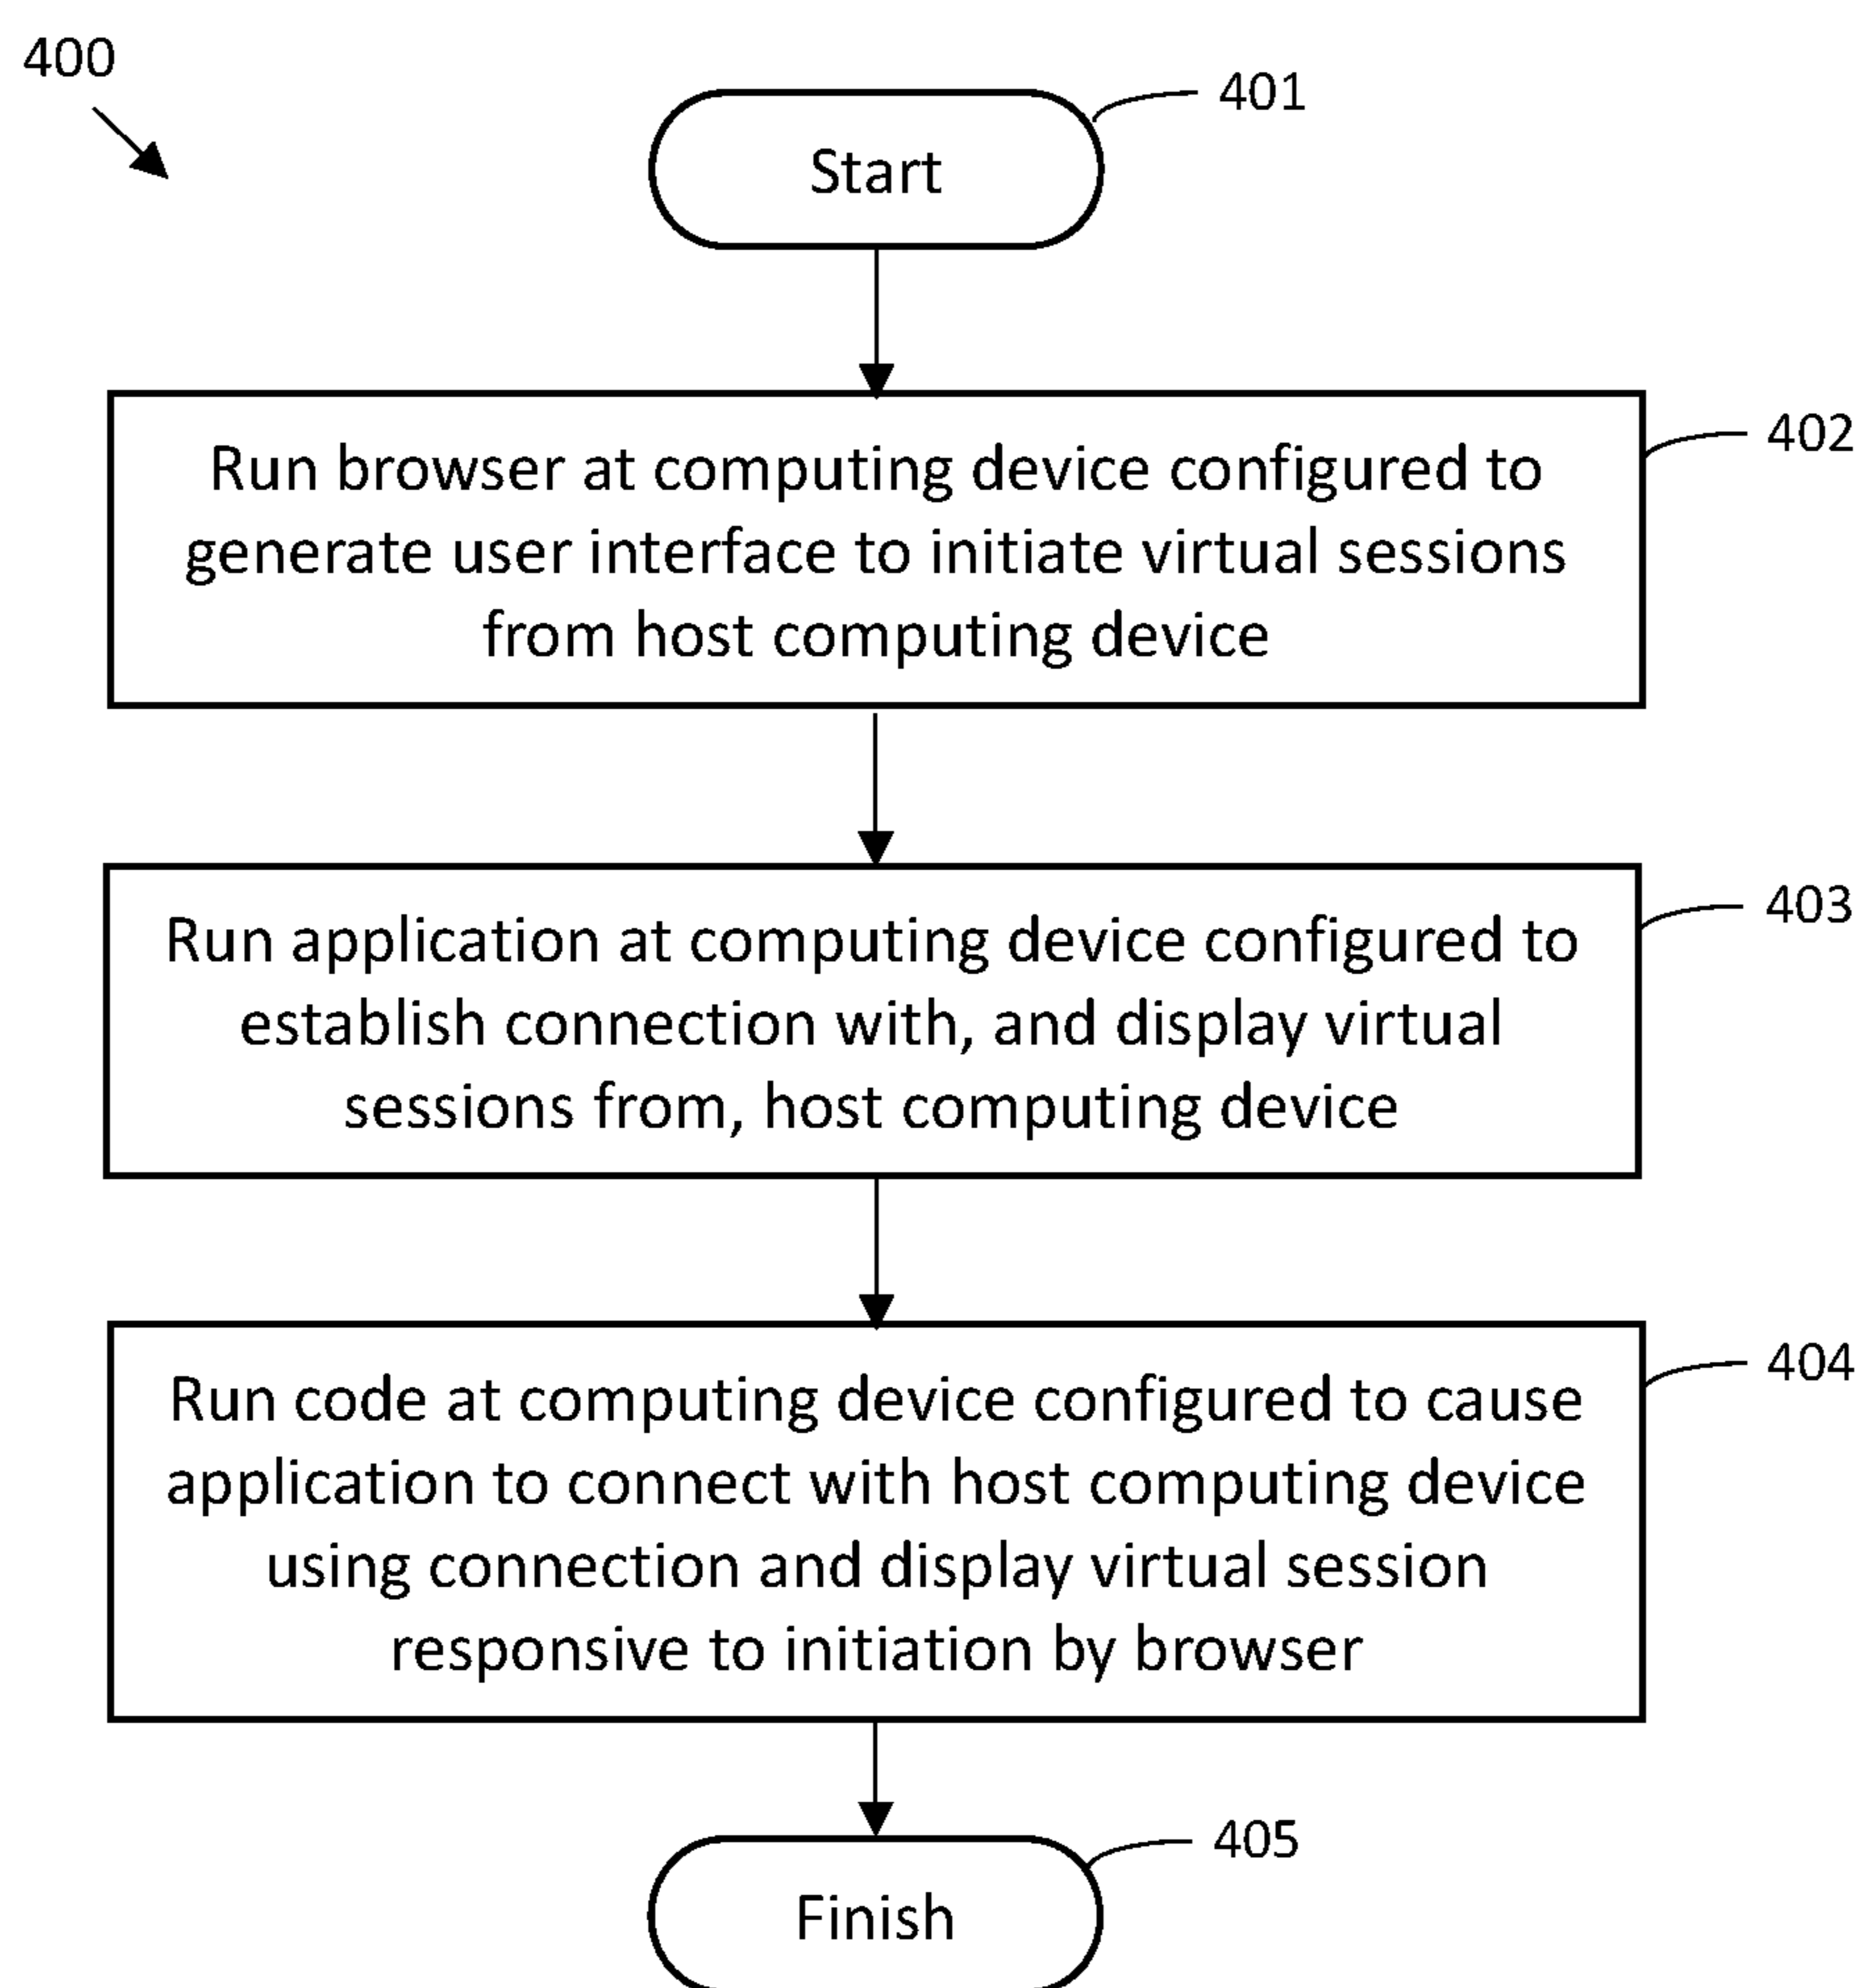 400
401
Start
402
Run browser at computing device configured to
generate user interface to initiate virtual sessions
from host computing device
403
Run application at computing device configured to
establish connection with, and display virtual
sessions from, host computing device
404
Run code at computing device configured to cause
application to connect with host computing device
using connection and display virtual session
responsive to initiation by browser
405
Finish